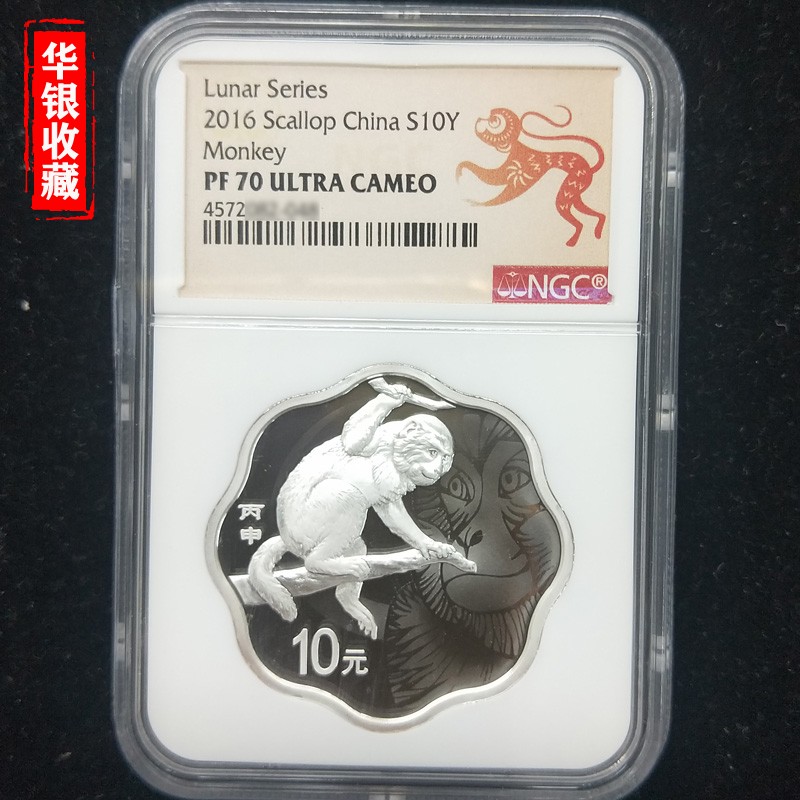 华银收藏
Lunar Series
2016 Scallop China S10Y
Monkey
PF 70 ULTRA CAMEO
4572
NGC®
丙申
10元